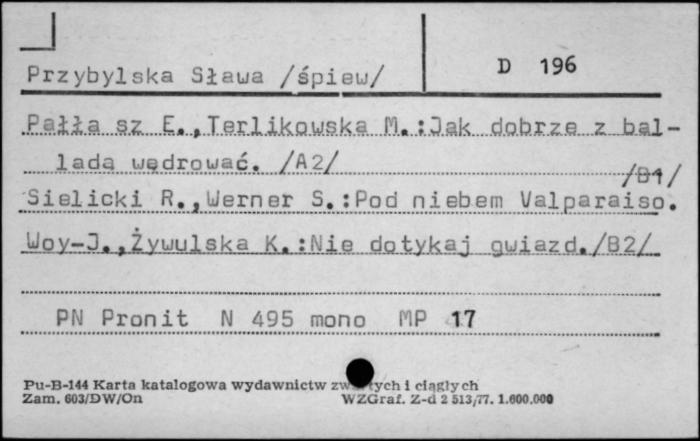 Przybylska Sława /śpiew/
D 196
Pałła sz E.,Terlikowska M.:Jak dobrze z bal-
ladą wędrować. /A2/
/B1/
Sielicki R.,Werner S.:Pod niebem Valparaiso.
Woy-J.,Żywulska K.:Nie dotykaj gwiazd./B2/
PN Pronit N 495 mono MP 17
Pu-B-144 Karta katalogowa wydawnictw zw tych i ciągłych
Zam. 603/DW/On WZGraf. Z-d 2 513/77. 1.600.000